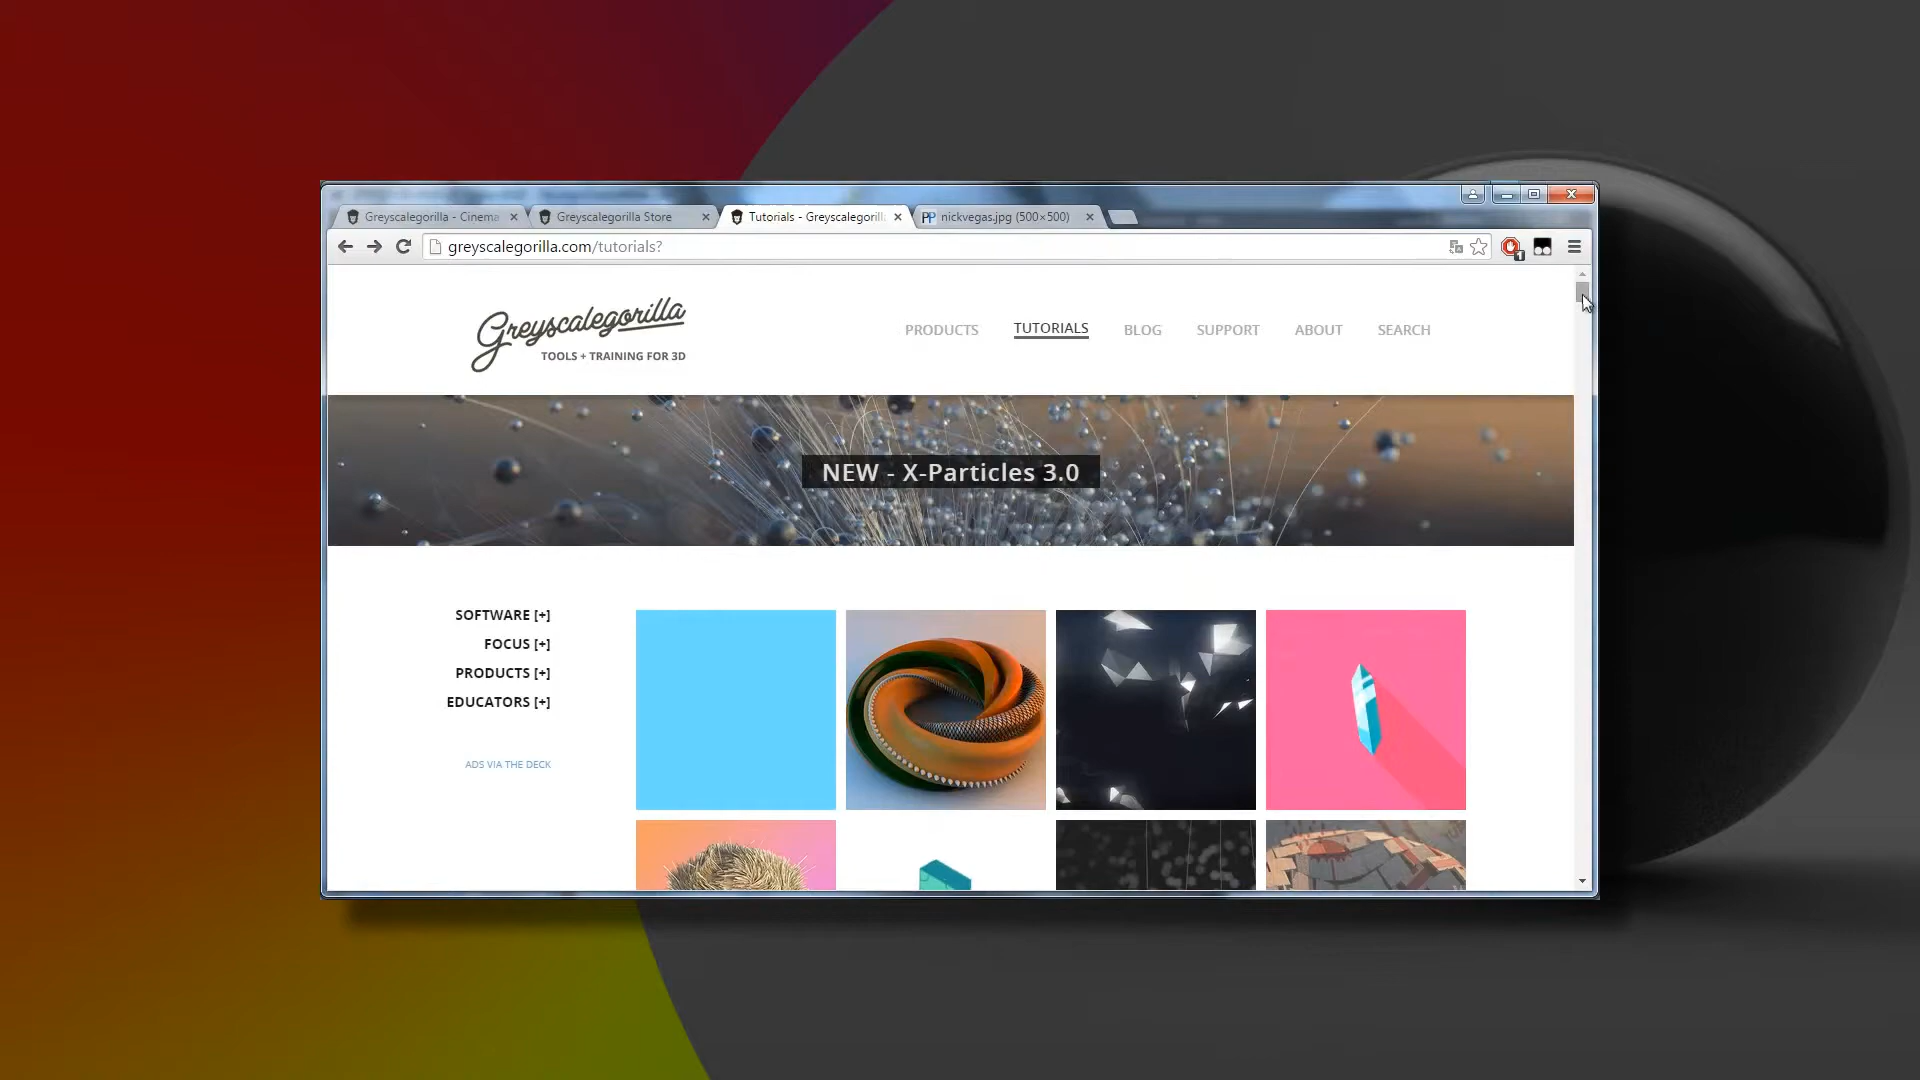 Greyscalegorilla - Cinema
Greyscalegorilla Store
Tutorials - Greyscalegorilla
nickvegas.jpg (500×500)
greyscalegorilla.com/tutorials?
Greyscalegorilla
TOOLS + TRAINING FOR 3D
PRODUCTS
TUTORIALS
BLOG
SUPPORT
ABOUT
SEARCH
NEW - X-Particles 3.0
SOFTWARE [+]
FOCUS [+]
PRODUCTS [+]
EDUCATORS [+]
ADS VIA THE DECK